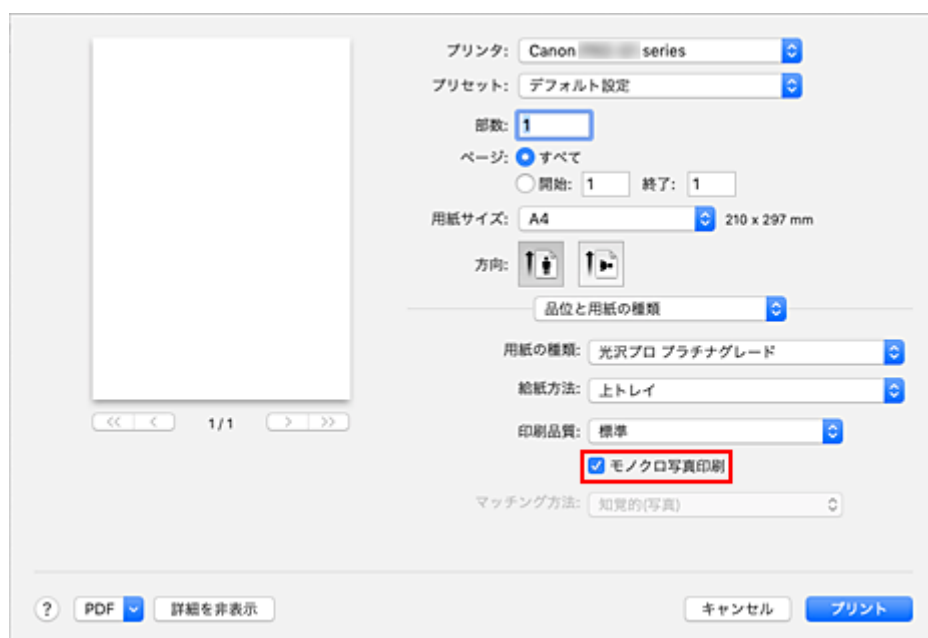 プリンタ: Canon series
プリセット: デフォルト設定
部数: 1
ページ: すべて
開始: 1 終了: 1
用紙サイズ: A4 210 x 297 mm
方向:
品位と用紙の種類
用紙の種類: 光沢プロ プラチナグレード
給紙方法: 上トレイ
<< < 1/1 > >>
印刷品質: 標準
モノクロ写真印刷
マッチング方法: 知覚的(写真)
? PDF 詳細を非表示 キャンセル プリント